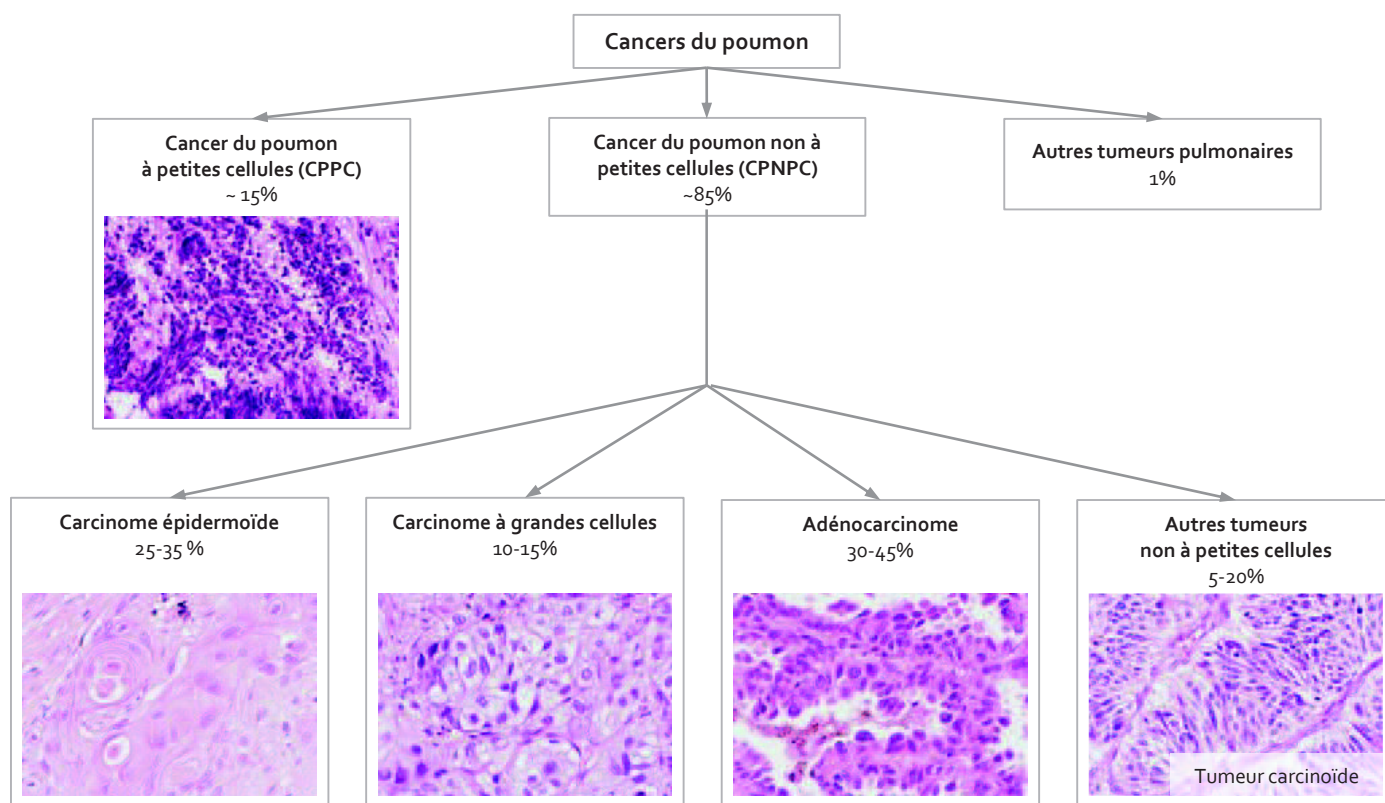 Cancers du poumon
Cancer du poumon
à petites cellules (CPPC)
~ 15%
Cancer du poumon non à
petites cellules (CPNPC)
~85%
Autres tumeurs pulmonaires
1%
Carcinome épidermoïde
25-35 %
Carcinome à grandes cellules
10-15%
Adénocarcinome
30-45%
Autres tumeurs
non à petites cellules
5-20%
Tumeur carcinoïde